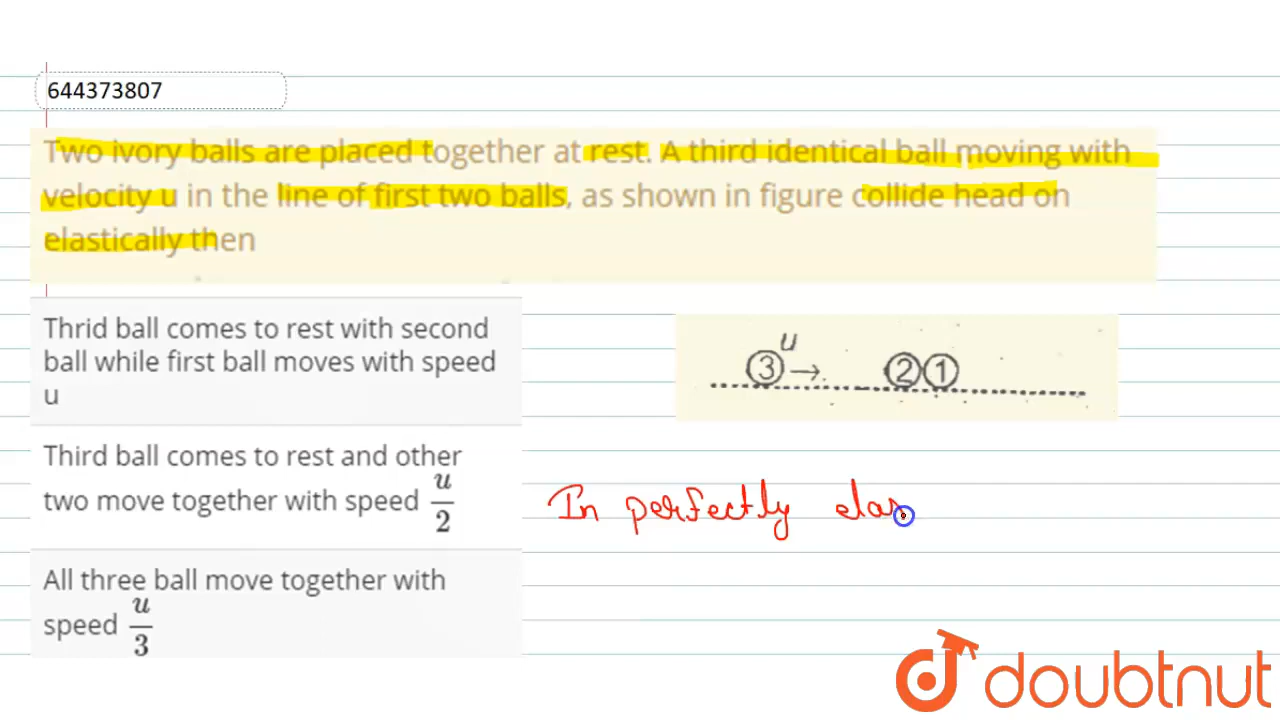 644373807
Two ivory balls are placed together at rest. A third identical ball moving with
velocity u in the line of first two balls, as shown in figure collide head on
elastically then
Thrid ball comes to rest with second
ball while first ball moves with speed
u
Third ball comes to rest and other
two move together with speed u/2
All three ball move together with
speed u/3
u
3 → 2 1
In perfectly elas
doubtnut